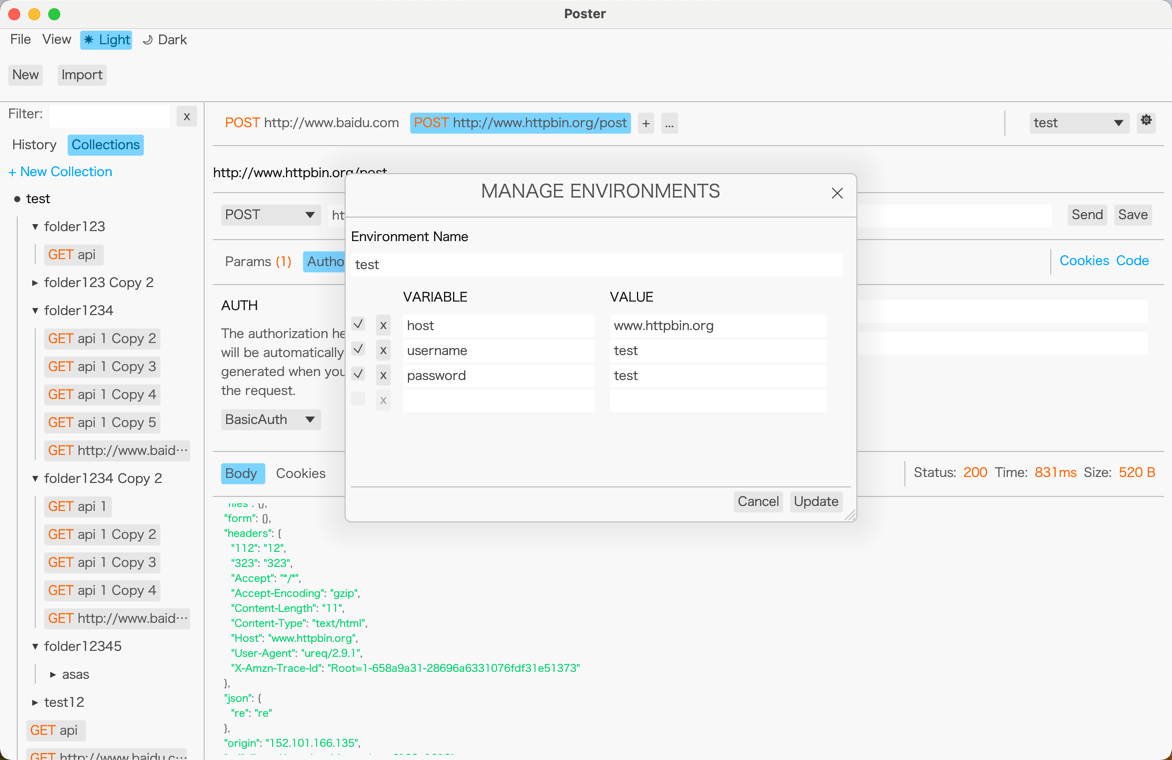 Poster
File View Light Dark
New Import
Filter: x
History Collections
+ New Collection
test
folder123
GET api
folder123 Copy 2
folder1234
GET api 1 Copy 2
GET api 1 Copy 3
GET api 1 Copy 4
GET api 1 Copy 5
GET http://www.baid⋯
folder1234 Copy 2
GET api 1
GET api 1 Copy 2
GET api 1 Copy 3
GET api 1 Copy 4
GET http://www.baid⋯
folder12345
asas
test12
GET api
GET http://www.baidu.c⋯
POST http://www.baidu.com POST http://www.httpbin.org/post + ...
test
http://www.httpbin.org/post
POST ht
Send Save
Params (1) Autho
Cookies Code
AUTH
The authorization he
will be automatically
generated when you
the request.
BasicAuth
MANAGE ENVIRONMENTS
Environment Name
test
VARIABLE VALUE
x host www.httpbin.org
x username test
x password test
x
Cancel Update
Body Cookies
Status: 200 Time: 831ms Size: 520 B
"files": {},
"form": {},
"headers": {
"112": "12",
"323": "323",
"Accept": "*/*",
"Accept-Encoding": "gzip",
"Content-Length": "11",
"Content-Type": "text/html",
"Host": "www.httpbin.org",
"User-Agent": "ureq/2.9.1",
"X-Amzn-Trace-Id": "Root=1-658a9a31-28696a6331076fdf31e51373"
},
"json": {
"re": "re"
},
"origin": "152.101.166.135",